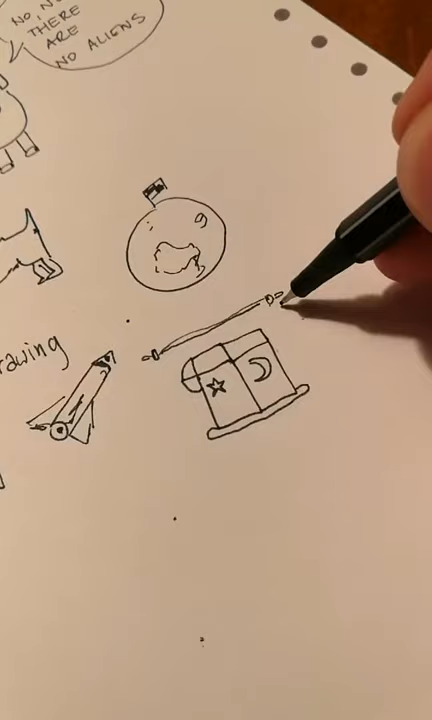 NO, NO
THERE
ARE
NO ALIENS
rawing